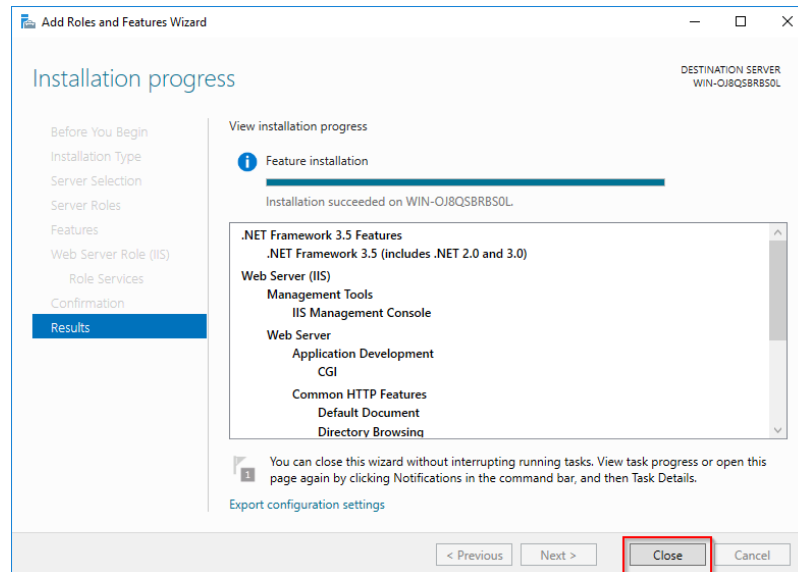 Add Roles and Features Wizard
Installation progress
DESTINATION SERVER
WIN-OJ8QSBRBS0L
Before You Begin
Installation Type
Server Selection
Server Roles
Features
Web Server Role (IIS)
Role Services
Confirmation
Results
View installation progress
Feature installation
Installation succeeded on WIN-OJ8QSBRBS0L.
.NET Framework 3.5 Features
.NET Framework 3.5 (includes .NET 2.0 and 3.0)
Web Server (IIS)
Management Tools
IIS Management Console
Web Server
Application Development
CGI
Common HTTP Features
Default Document
Directory Browsing
1
You can close this wizard without interrupting running tasks. View task progress or open this
page again by clicking Notifications in the command bar, and then Task Details.
Export configuration settings
< Previous
Next >
Close
Cancel